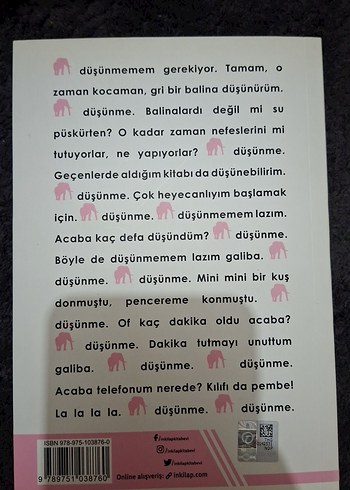 düşünmemem gerekiyor. Tamam, o
zaman kocaman, gri bir balina düşünürüm.
düşünme. Balinalardı değil mi su
püskürten? O kadar zaman nefeslerini mi
tutuyorlar, ne yapıyorlar? düşünme.
Geçenlerde aldığım kitabı da düşünebilirim.
düşünme. Çok heyecanlıyım başlamak
için. düşünme. düşünmemem lazım.
Acaba kaç defa düşündüm? düşünme.
Böyle de düşünmemem lazım galiba.
düşünme. düşünme. Mini mini bir kuş
donmuştu, pencereme konmuştu.
düşünme. Of kaç dakika oldu acaba?
düşünme. Dakika tutmayı unuttum
galiba. düşünme. düşünme.
Acaba telefonum nerede? Kılıfı da pembe!
La la la la. düşünme. düşünme.
ISBN 978-975-103876-0
9 789751 038760
/inkilapkitabevi
/inkilapkitabevi
/inkilapkitabevi
Online alışveriş: inkilap.com